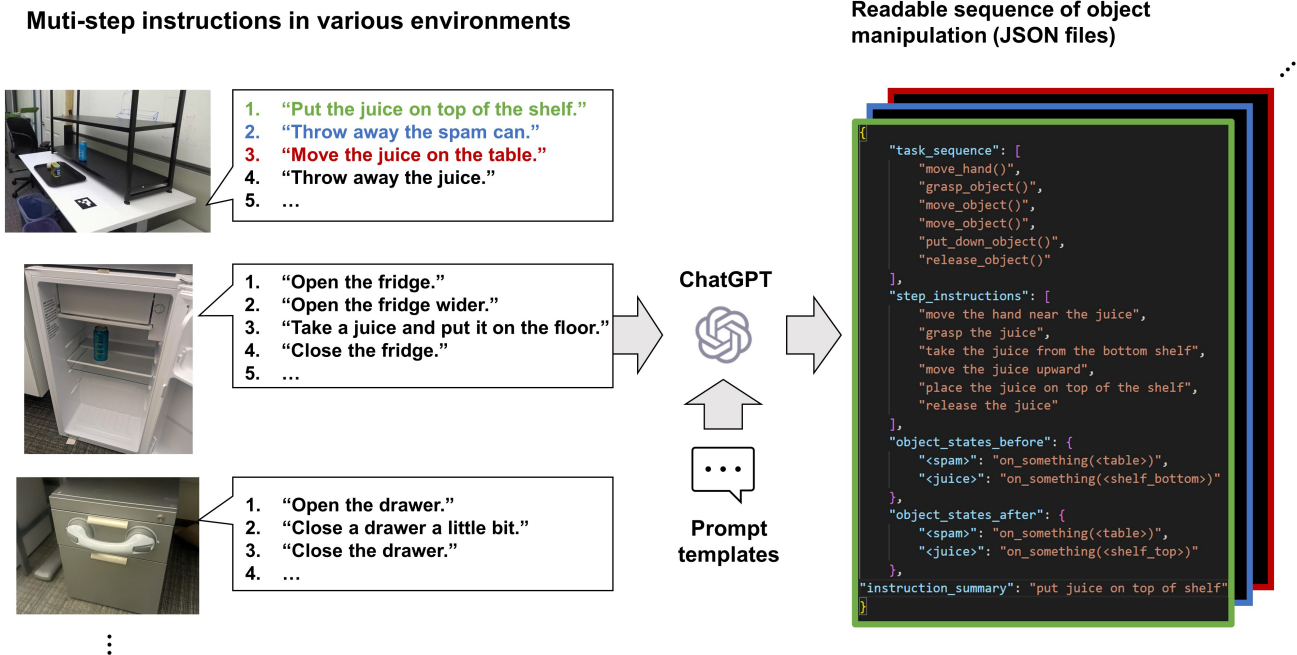 Muti-step instructions in various environments
Readable sequence of object
manipulation (JSON files)
1. “Put the juice on top of the shelf.”
2. “Throw away the spam can.”
3. “Move the juice on the table.”
4. “Throw away the juice.”
5. ...
1. “Open the fridge.”
2. “Open the fridge wider.”
3. “Take a juice and put it on the floor.”
4. “Close the fridge.”
5. ...
1. “Open the drawer.”
2. “Close a drawer a little bit.”
3. “Close the drawer.”
4. ...
ChatGPT
Prompt
templates
{
"task_sequence": [
"move_hand()",
"grasp_object()",
"move_object()",
"move_object()",
"put_down_object()",
"release_object()"
],
"step_instructions": [
"move the hand near the juice",
"grasp the juice",
"take the juice from the bottom shelf",
"move the juice upward",
"place the juice on top of the shelf",
"release the juice"
],
"object_states_before": {
"<spam>": "on_something(<table>)",
"<juice>": "on_something(<shelf_bottom>)"
},
"object_states_after": {
"<spam>": "on_something(<table>)",
"<juice>": "on_something(<shelf_top>)"
},
"instruction_summary": "put juice on top of shelf"
}